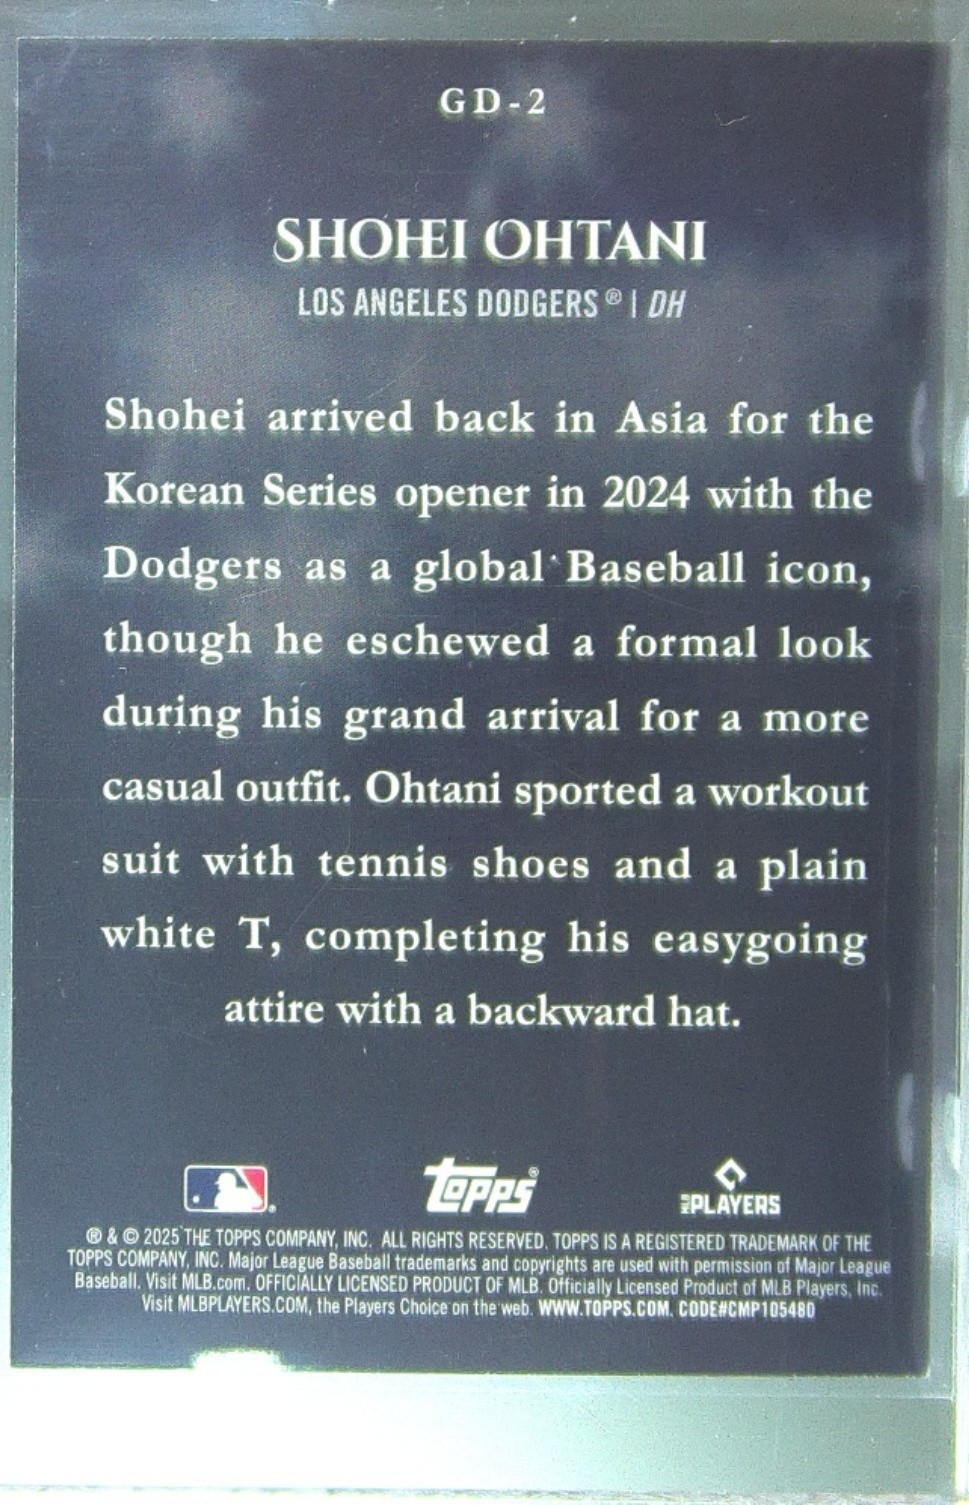 GD-2
SHOHEI OHTANI
LOS ANGELES DODGERS® | DH
Shohei arrived back in Asia for the
Korean Series opener in 2024 with the
Dodgers as a global Baseball icon,
though he eschewed a formal look
during his grand arrival for a more
casual outfit. Ohtani sported a workout
suit with tennis shoes and a plain
white T, completing his easygoing
attire with a backward hat.
Topps® MLB PLAYERS
® & © 2025 THE TOPPS COMPANY, INC. ALL RIGHTS RESERVED. TOPPS IS A REGISTERED TRADEMARK OF THE
TOPPS COMPANY, INC. Major League Baseball trademarks and copyrights are used with permission of Major League
Baseball. Visit MLB.com. OFFICIALLY LICENSED PRODUCT OF MLB. Officially Licensed Product of MLB Players, Inc.
Visit MLBPLAYERS.COM, the Players Choice on the web. WWW.TOPPS.COM. CODE#CMP105480